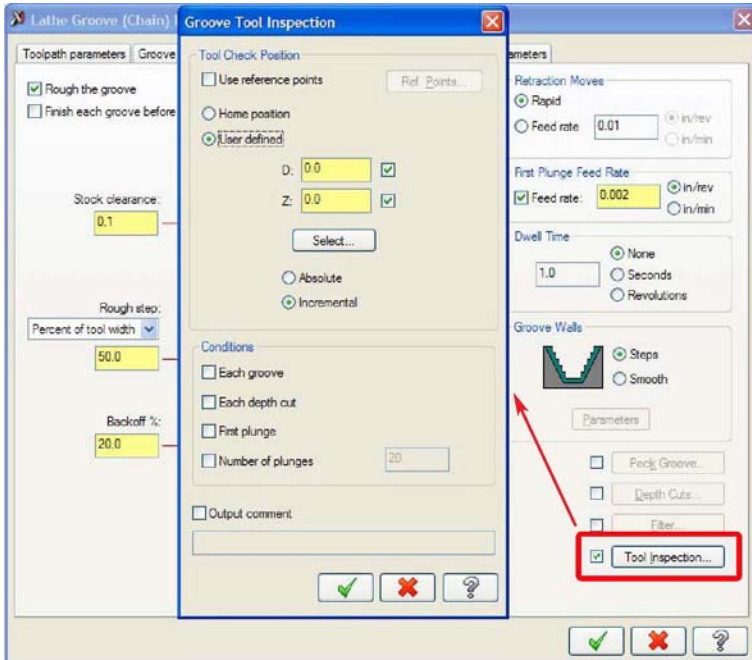 Lathe Groove (Chain)
Toolpath parameters
Groove
Rough the groove
Finish each groove before
Stock clearance:
0.1
Rough step:
Percent of tool width
50.0
Backoff %:
20.0
Groove Tool Inspection
Tool Check Position
Use reference points
Ref. Points...
Home position
User defined
D: 0.0
Z: 0.0
Select...
Absolute
Incremental
Conditions
Each groove
Each depth cut
First plunge
Number of plunges
20
Output comment
ameters
Retraction Moves
Rapid
Feed rate 0.01 in/rev
in/min
First Plunge Feed Rate
Feed rate: 0.002 in/rev
in/min
Dwell Time
None
1.0 Seconds
Revolutions
Groove Walls
Steps
Smooth
Parameters
Peck Groove...
Depth Cuts...
Filter...
Tool Inspection...